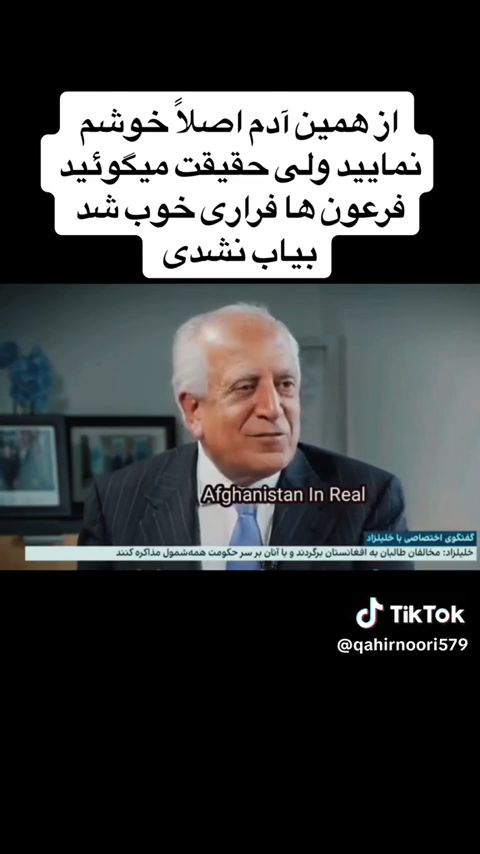 از همین آدم اصلاً خوشم
نمایید ولی حقیقت میگوئید
فرعون ها فراری خوب شد
بیاب نشدی
Afghanistan In Real
گفتگوی اختصاصی با خلیلزاد
خلیلزاد: مخالفان طالبان به افغانستان برگردند و با آنان بر سر حکومت همه‌شمول مذاکره کنند
TikTok
@qahirnoori579